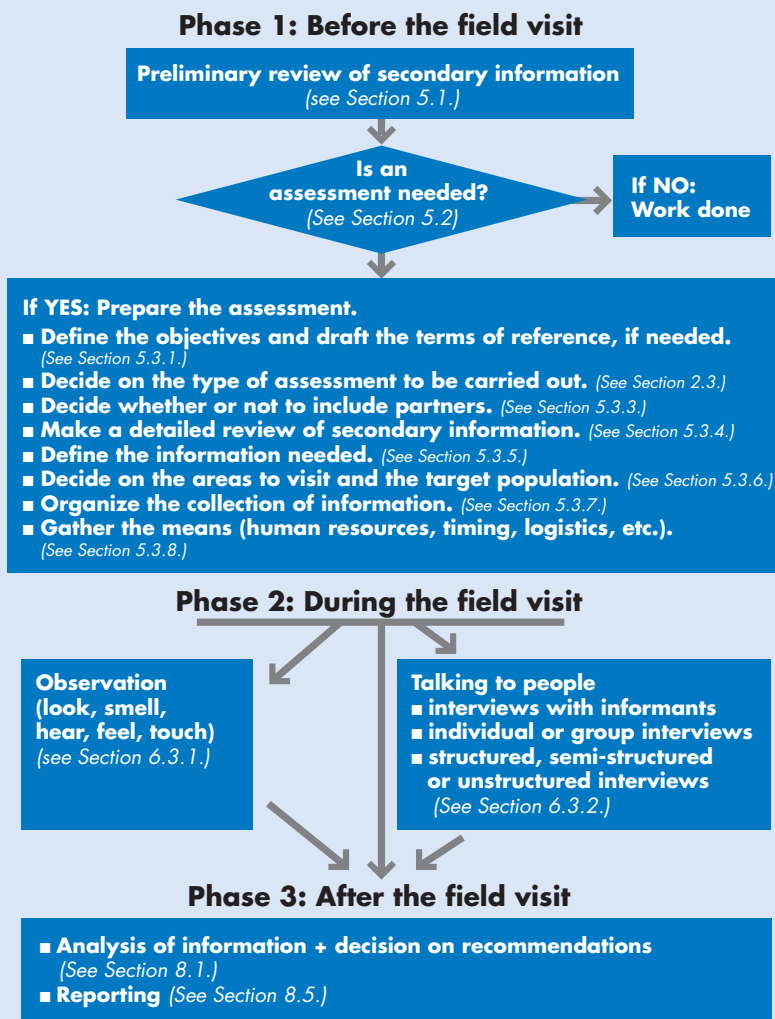 Phase 1: Before the field visit
Preliminary review of secondary information
(see Section 5.1.)
Is an
assessment needed?
(See Section 5.2)
If NO:
Work done
If YES: Prepare the assessment.
■ Define the objectives and draft the terms of reference, if needed.
(See Section 5.3.1.)
■ Decide on the type of assessment to be carried out. (See Section 2.3.)
■ Decide whether or not to include partners. (See Section 5.3.3.)
■ Make a detailed review of secondary information. (See Section 5.3.4.)
■ Define the information needed. (See Section 5.3.5.)
■ Decide on the areas to visit and the target population. (See Section 5.3.6.)
■ Organize the collection of information. (See Section 5.3.7.)
■ Gather the means (human resources, timing, logistics, etc.).
(See Section 5.3.8.)
Phase 2: During the field visit
Observation
(look, smell,
hear, feel, touch)
(see Section 6.3.1.)
Talking to people
■ interviews with informants
■ individual or group interviews
■ structured, semi-structured
or unstructured interviews
(See Section 6.3.2.)
Phase 3: After the field visit
■ Analysis of information + decision on recommendations
(See Section 8.1.)
■ Reporting (See Section 8.5.)